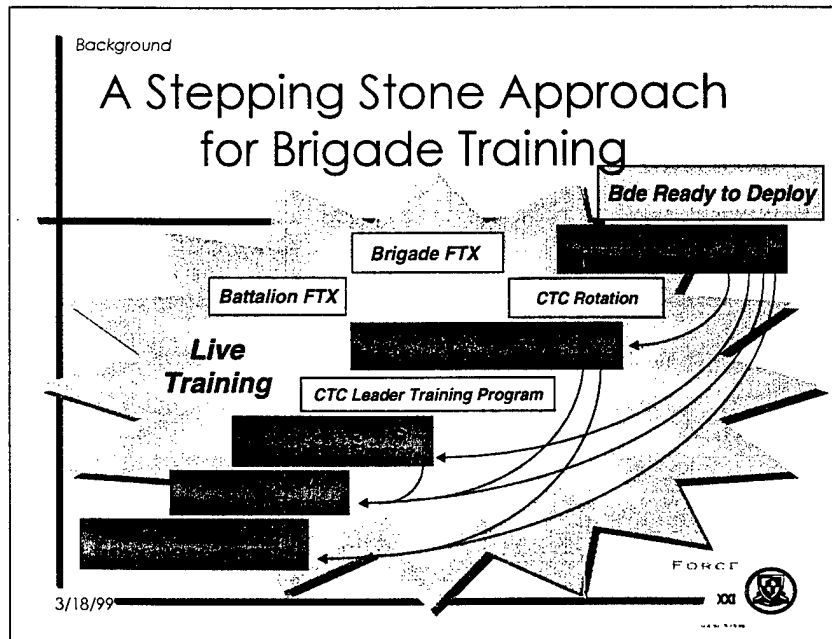 Background
A Stepping Stone Approach
for Brigade Training
Bde Ready to Deploy
Brigade FTX
Battalion FTX
CTC Rotation
Live
Training
CTC Leader Training Program
FORCE
XXI
3/18/99